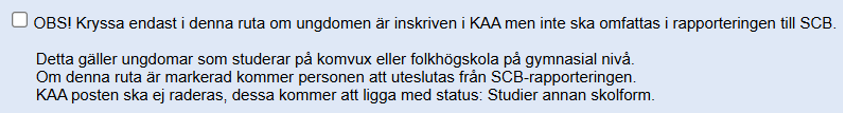 OBS! Kryssa endast i denna ruta om ungdomen är inskriven i KAA men inte ska omfattas i rapporteringen till SCB.
Detta gäller ungdomar som studerar på komvux eller folkhögskola på gymnasial nivå.
Om denna ruta är markerad kommer personen att uteslutas från SCB-rapporteringen.
KAA posten ska ej raderas, dessa kommer att ligga med status: Studier annan skolform.